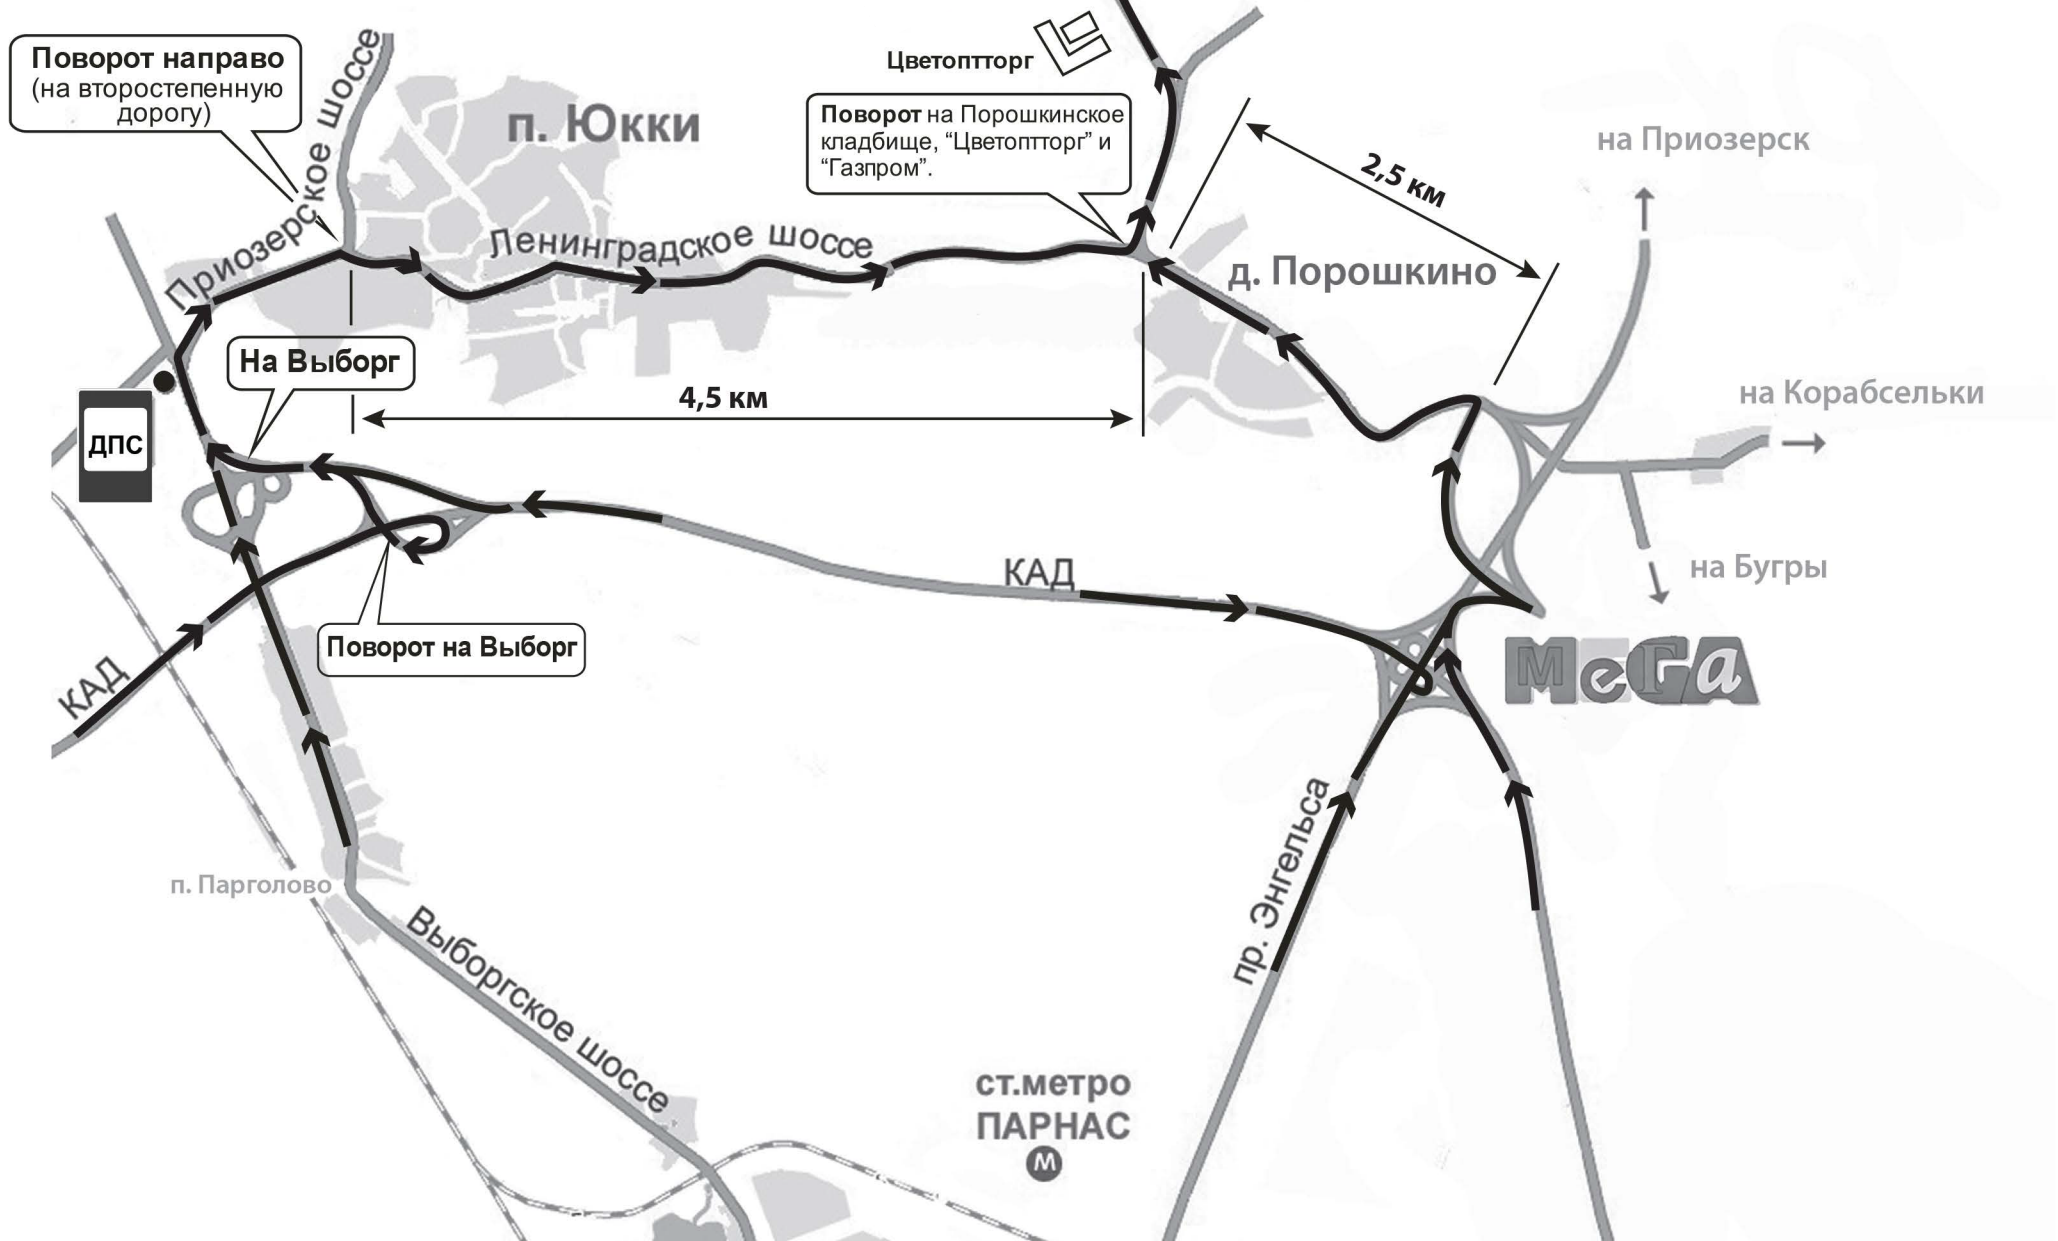 Поворот направо
(на второстепенную
дорогу)
Приозерское шоссе
п. Юкки
Цветоптторг
Поворот на Порошкинское
кладбище, “Цветоптторг” и
“Газпром”.
2,5 км
на Приозерск
Приозерское шоссе
Ленинградское шоссе
д. Порошкино
На Выборг
4,5 км
на Корабсельки
ДПС
КАД
на Бугры
Поворот на Выборг
МеГа
КАД
пр. Энгельса
п. Парголово
Выборгское шоссе
ст.метро
ПАРНАС
М